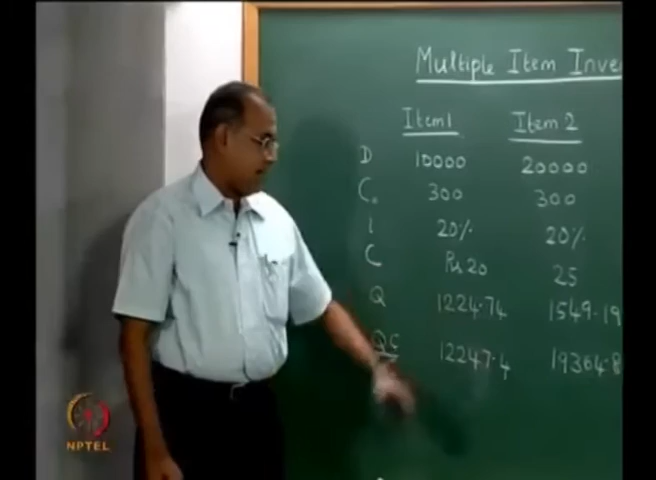 Multiple Item Inve
Item1 Item 2
D 10000 20000
C₀ 300 300
i 20% 20%
C Rs 20 25
Q 1224.74 1549.19
QC 12247.4 19364.8
NPTEL